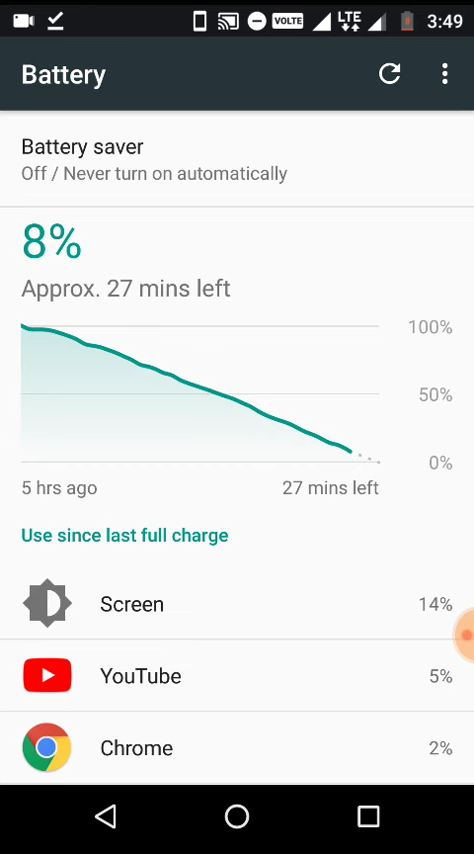 VOLTE LTE 3:49
Battery
Battery saver
Off / Never turn on automatically
8%
Approx. 27 mins left
100%
50%
0%
5 hrs ago 27 mins left
Use since last full charge
Screen 14%
YouTube 5%
Chrome 2%